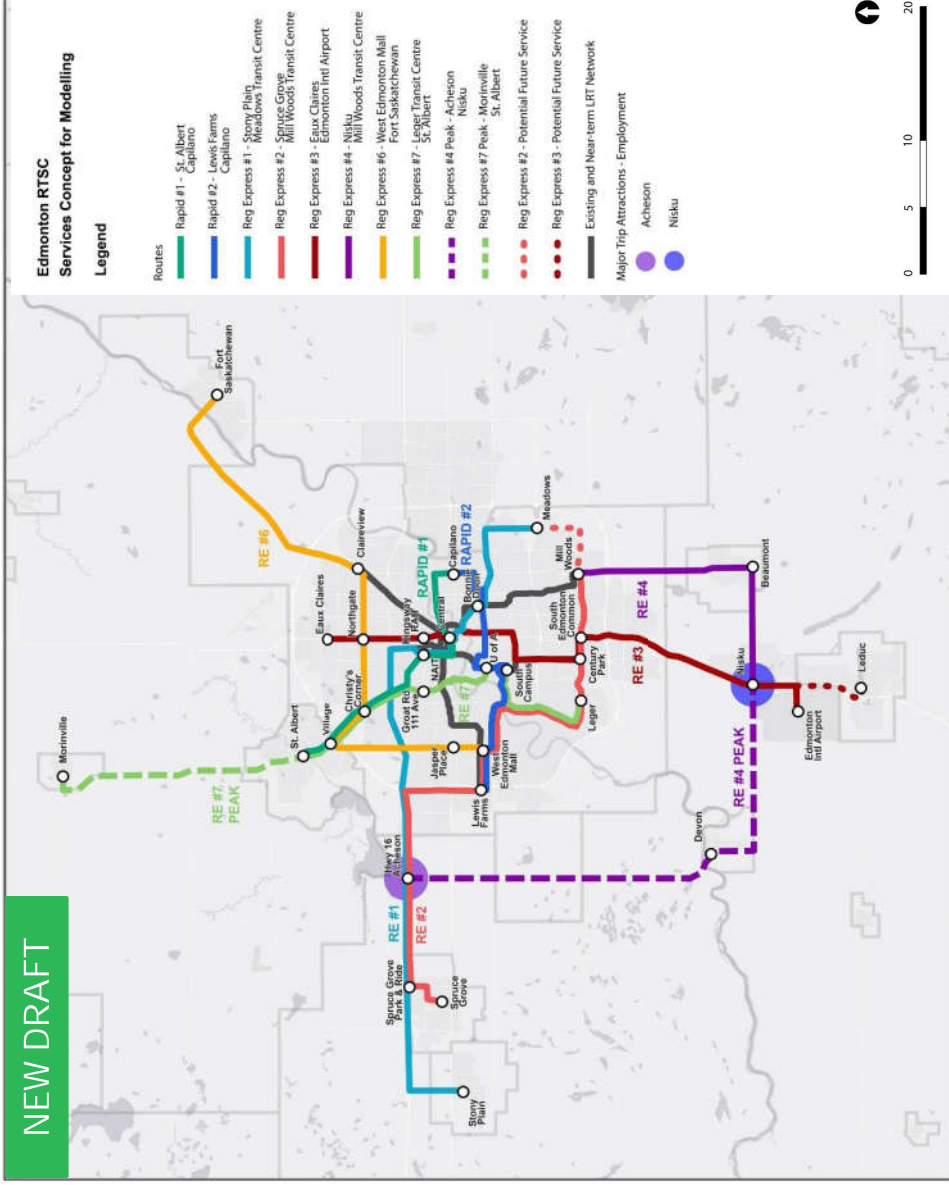 NEW DRAFT
Edmonton RTSC
Services Concept for Modelling
Legend
Routes
Rapid #1 - St. Albert
Capilano
Rapid #2 - Lewis Farms
Capilano
Reg Express #1 - Stony Plain
Meadows Transit Centre
Reg Express #2 - Spruce Grove
Mill Woods Transit Centre
Reg Express #3 - Eaux Claires
Edmonton Intl Airport
Reg Express #4 - Nisku
Mill Woods Transit Centre
Reg Express #6 - West Edmonton Mall
Fort Saskatchewan
Reg Express #7 - Leger Transit Centre
St. Albert
Reg Express #4 Peak - Acheson
Nisku
Reg Express #7 Peak - Morinville
St. Albert
Reg Express #2 - Potential Future Service
Reg Express #3 - Potential Future Service
Existing and Near-term LRT Network
Major Trip Attractions - Employment
Acheson
Nisku
0
5
10
20
Morinville
RE #7
PEAK
St. Albert
Village
Christy's
Corner
Northgate
Eaux Claires
Claireview
RE #6
Fort
Saskatchewan
Stony
Plain
Spruce Grove
Park & Ride
Spruce
Grove
RE #1
RE #2
Hwy 16
Acheson
Lewis
Farms
West
Edmonton
Mall
Jasper
Place
Groat Rd
111 Ave
NAIT
Kingsway
RAH
Central
RE #7
RAPID #1
Capilano
RAPID #2
Bonnie
Doon
U of A
South
Campus
Meadows
Leger
Century
Park
South
Edmonton
Common
Mill
Woods
RE #3
RE #4
Devon
RE #4 PEAK
Nisku
Beaumont
Edmonton
Intl Airport
Leduc